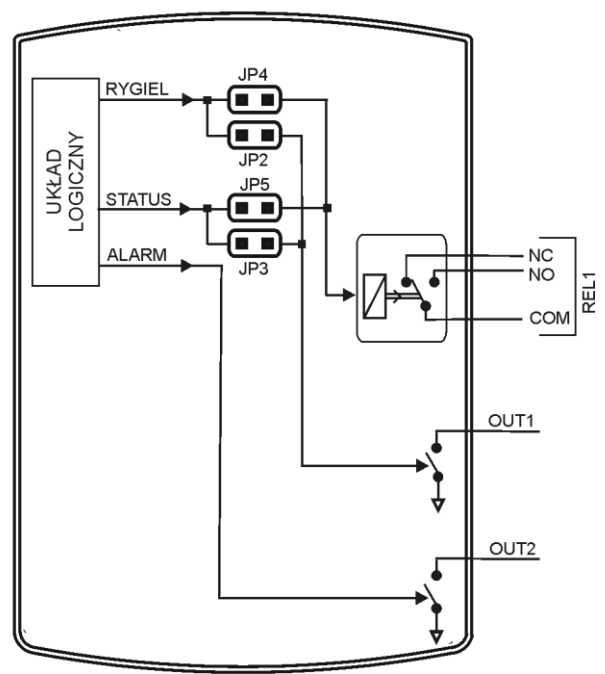 JP4
RYGIEL
JP2
UKŁAD
LOGICZNY
JP5
STATUS
ALARM
JP3
NC
NO
REL1
COM
OUT1
OUT2